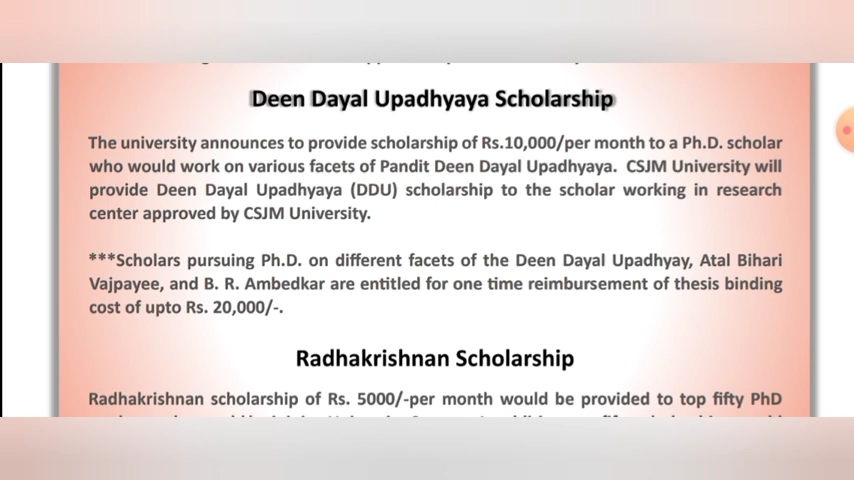 Deen Dayal Upadhyaya Scholarship
The university announces to provide scholarship of Rs.10,000/per month to a Ph.D. scholar
who would work on various facets of Pandit Deen Dayal Upadhyaya. CSJM University will
provide Deen Dayal Upadhyaya (DDU) scholarship to the scholar working in research
center approved by CSJM University.
***Scholars pursuing Ph.D. on different facets of the Deen Dayal Upadhyay, Atal Bihari
Vajpayee, and B. R. Ambedkar are entitled for one time reimbursement of thesis binding
cost of upto Rs. 20,000/-.
Radhakrishnan Scholarship
Radhakrishnan scholarship of Rs. 5000/-per month would be provided to top fifty PhD